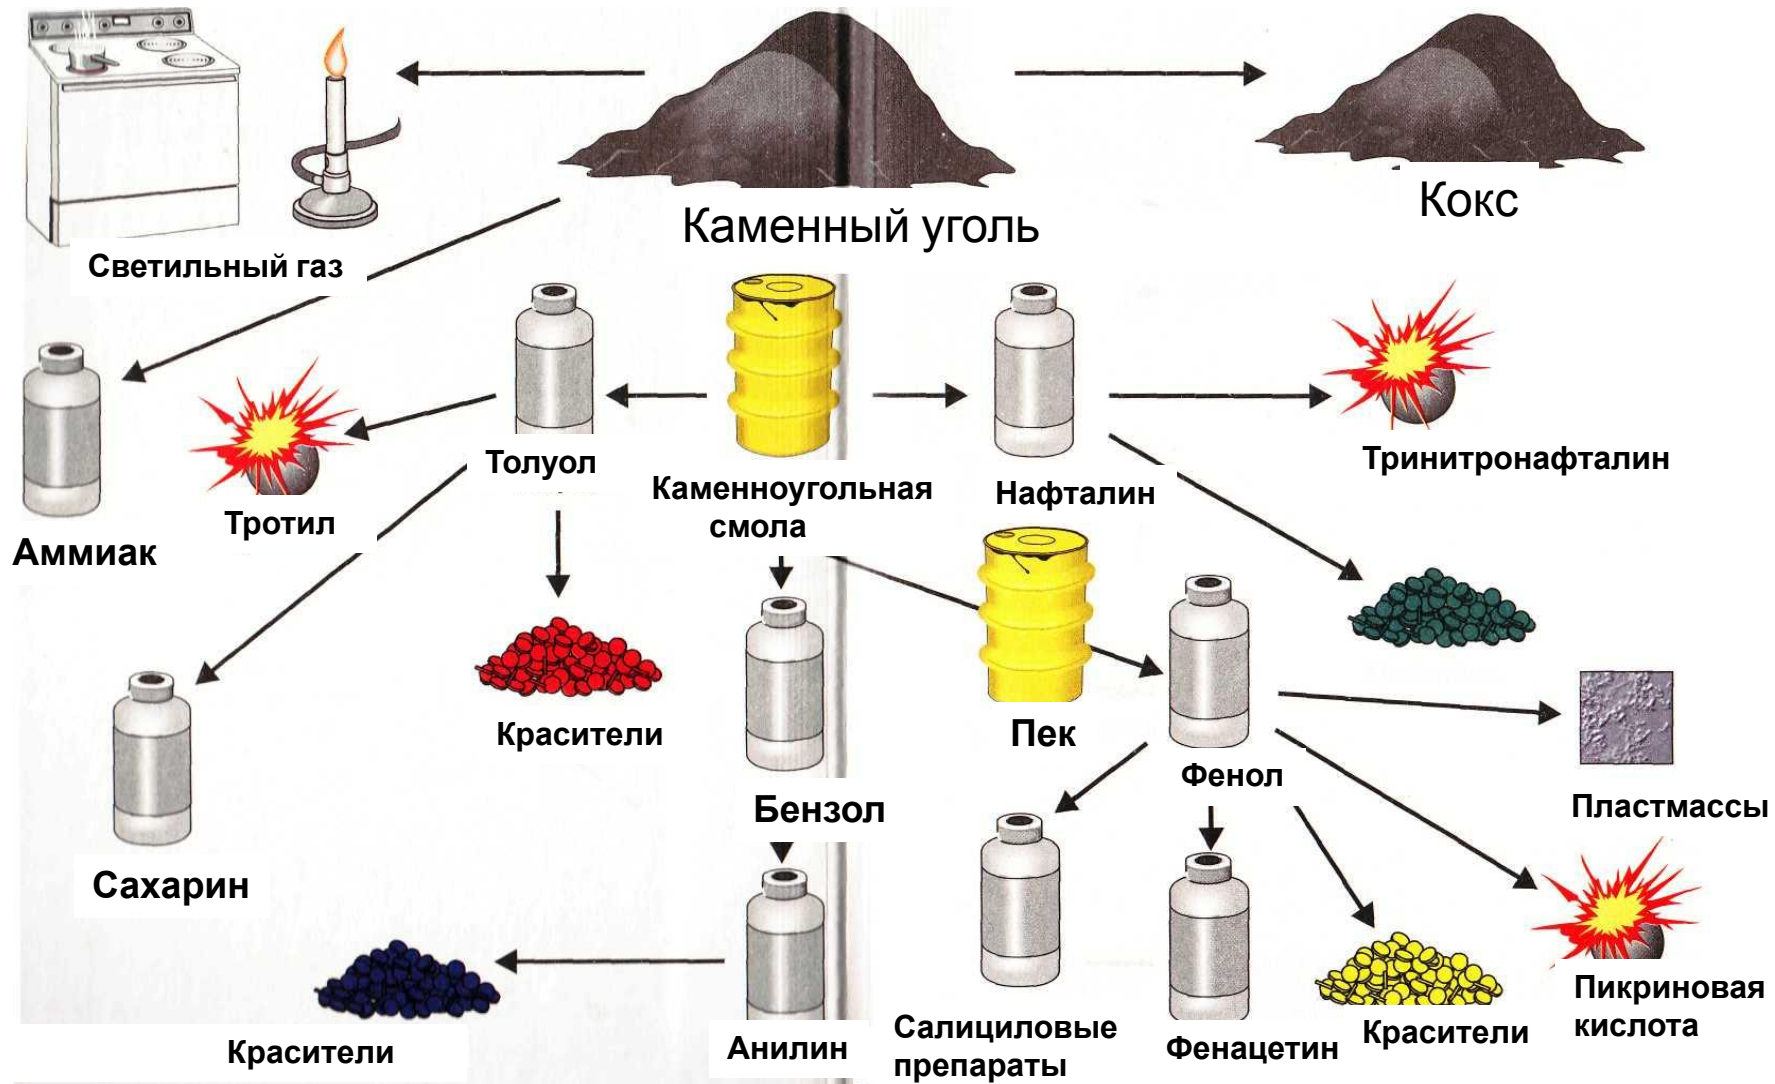 Кокс
Каменный уголь
Светильный газ
Толуол
Тринитронафталин
Каменноугольная
смола
Нафталин
Тротил
Аммиак
Красители
Пек
Фенол
Бензол
Пластмассы
Сахарин
Пикриновая
кислота
Салициловые
препараты
Фенацетин
Красители
Анилин
Красители